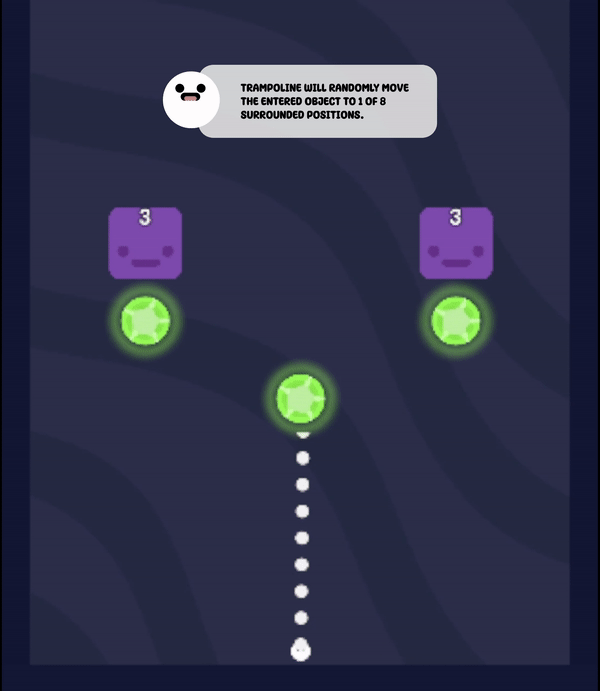 TRAMPOLINE WILL RANDOMLY MOVE
THE ENTERED OBJECT TO 1 OF 8
SURROUNDED POSITIONS.
3 3